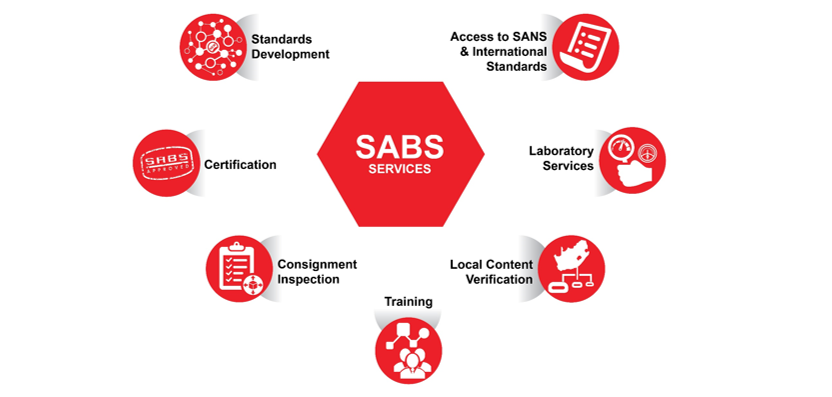 Standards
Development
Access to SANS
& International
Standards
SABS
SERVICES
SABS
APPROVED
Certification
Laboratory
Services
Consignment
Inspection
Local Content
Verification
Training